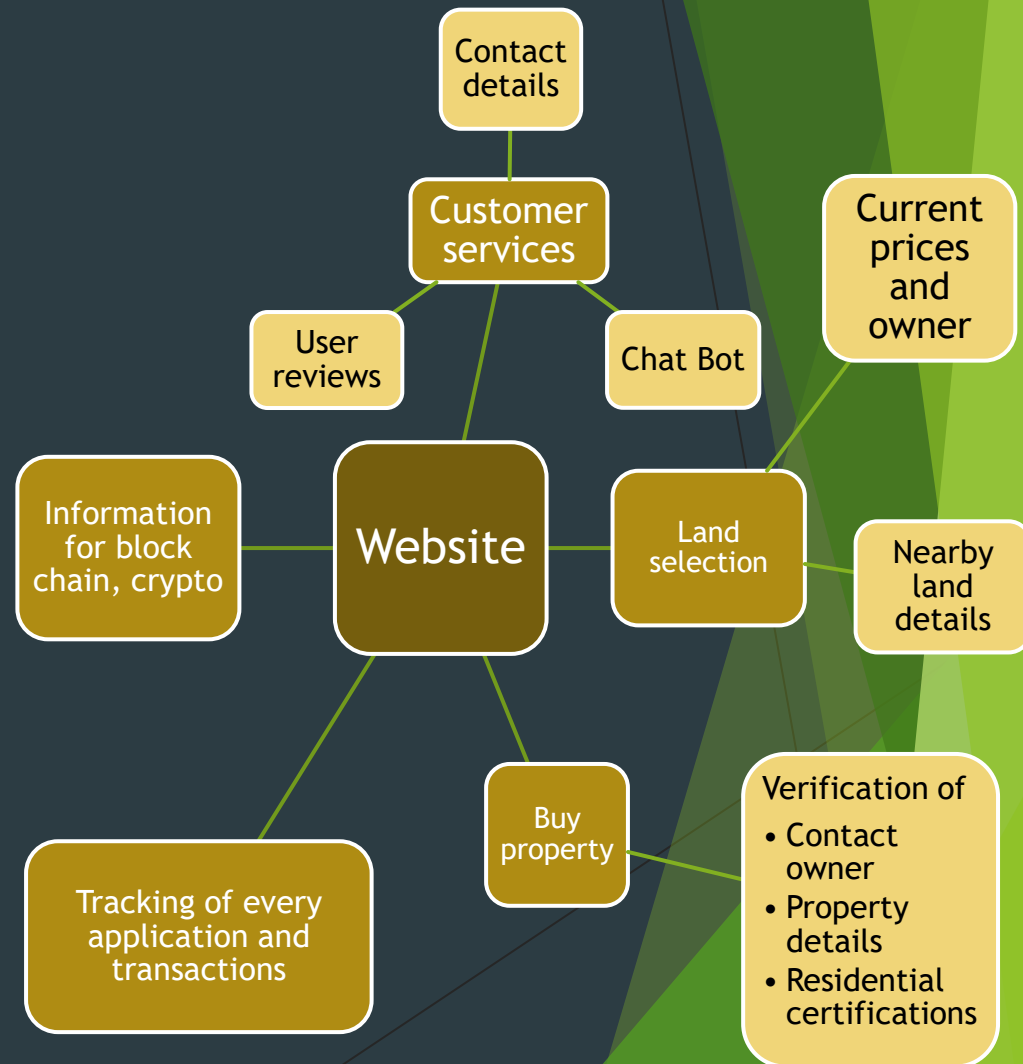 Contact
details
Customer
services
User
reviews
Chat Bot
Current
prices
and
owner
Information
for block
chain, crypto
Website
Land
selection
Nearby
land
details
Buy
property
Verification of
• Contact
owner
• Property
details
• Residential
certifications
Tracking of every
application and
transactions